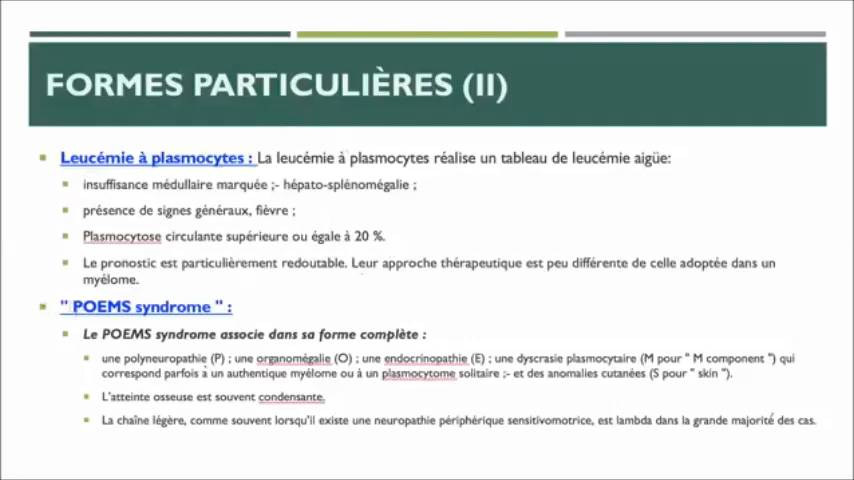 FORMES PARTICULIÈRES (II)
Leucémie à plasmocytes : La leucémie à plasmocytes réalise un tableau de leucémie aigüe:
insuffisance médullaire marquée ;- hépato-splénomégalie ;
présence de signes généraux, fièvre ;
Plasmocytose circulante supérieure ou égale à 20 %.
Le pronostic est particulièrement redoutable. Leur approche thérapeutique est peu différente de celle adoptée dans un
myélome.
" POEMS syndrome " :
Le POEMS syndrome associe dans sa forme complète :
une polyneuropathie (P) ; une organomégalie (O) ; une endocrinopathie (E) ; une dyscrasie plasmocytaire (M pour " M component ") qui
correspond parfois à un authentique myélome ou à un plasmocytome solitaire ;- et des anomalies cutanées (S pour " skin ").
L'atteinte osseuse est souvent condensante.
La chaîne légère, comme souvent lorsqu'il existe une neuropathie périphérique sensitivomotrice, est lambda dans la grande majorité des cas.